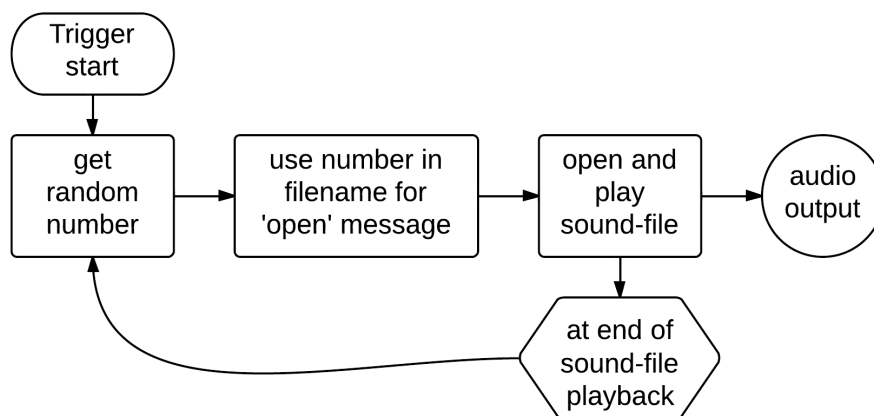 Trigger
start
get
random
number
use number in
filename for
'open' message
open and
play
sound-file
audio
output
at end of
sound-file
playback